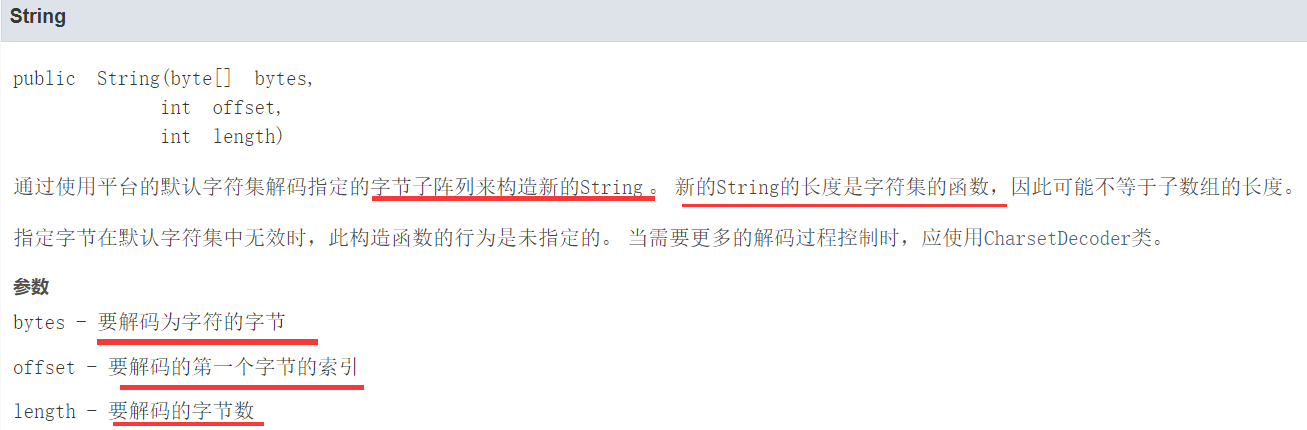 String
public String(byte[] bytes,
int offset,
int length)
通过使用平台的默认字符集解码指定的字节子阵列来构造新的String 。 新的String的长度是字符集的函数，因此可能不等于子数组的长度。
指定字节在默认字符集中无效时，此构造函数的行为是未指定的。 当需要更多的解码过程控制时，应使用CharsetDecoder类。
参数
bytes - 要解码为字符的字节
offset - 要解码的第一个字节的索引
length - 要解码的字节数